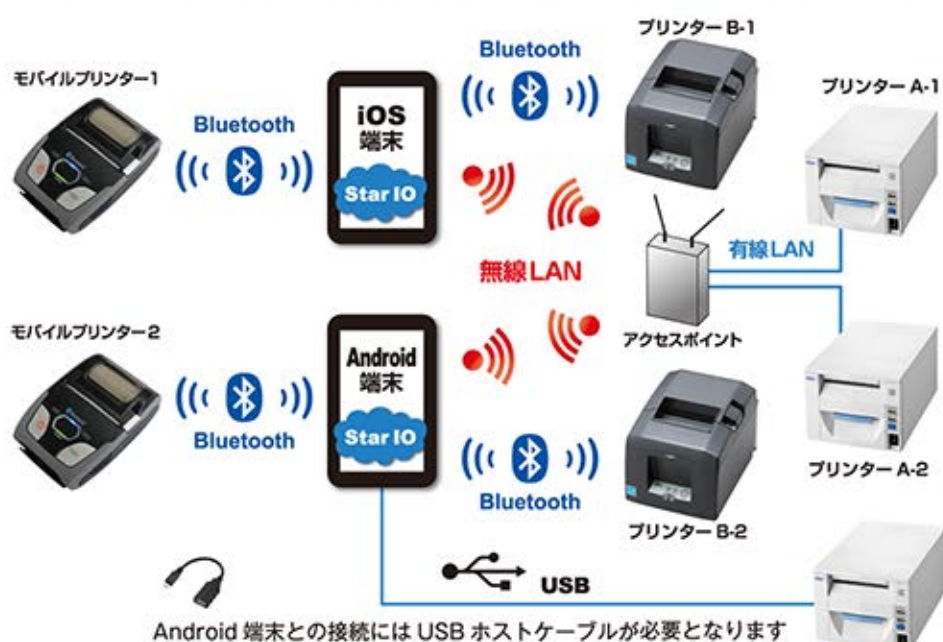 プリンターB-1
Bluetooth
モバイルプリンター1
プリンターA-1
Bluetooth
iOS
端末
Star IO
有線LAN
無線LAN
アクセスポイント
モバイルプリンター2
Android
端末
Star IO
Bluetooth
プリンターA-2
Bluetooth
プリンターB-2
USB
Android 端末との接続には USB ホストケーブルが必要となります